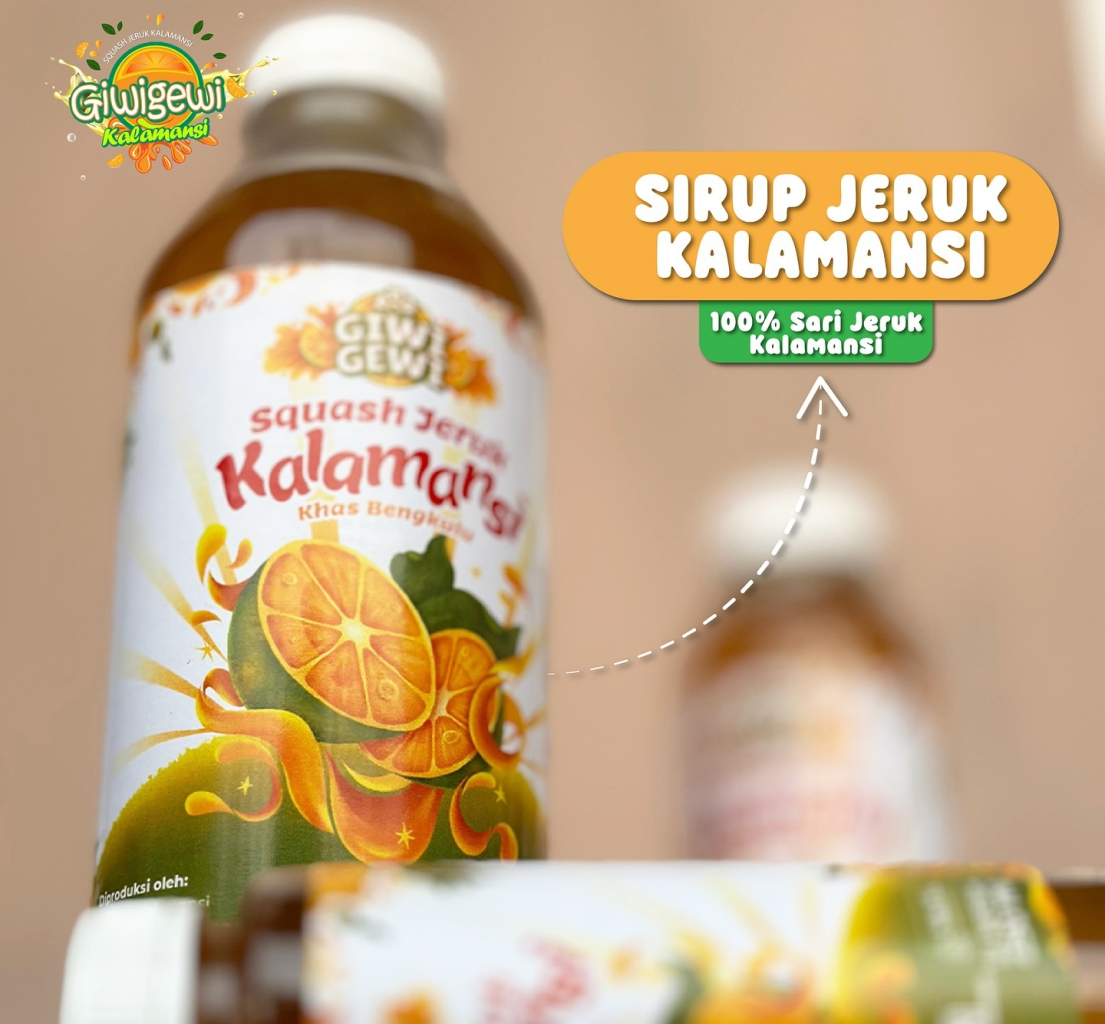 SQUASH JERUK KALAMANSI
Giwigewi
Kalamansi
SIRUP JERUK
KALAMANSI
100% Sari Jeruk
Kalamansi
GIWI
GEWI
Squash Jeruk
Kalamansi
Khas Bengkulu
Diproduksi oleh: